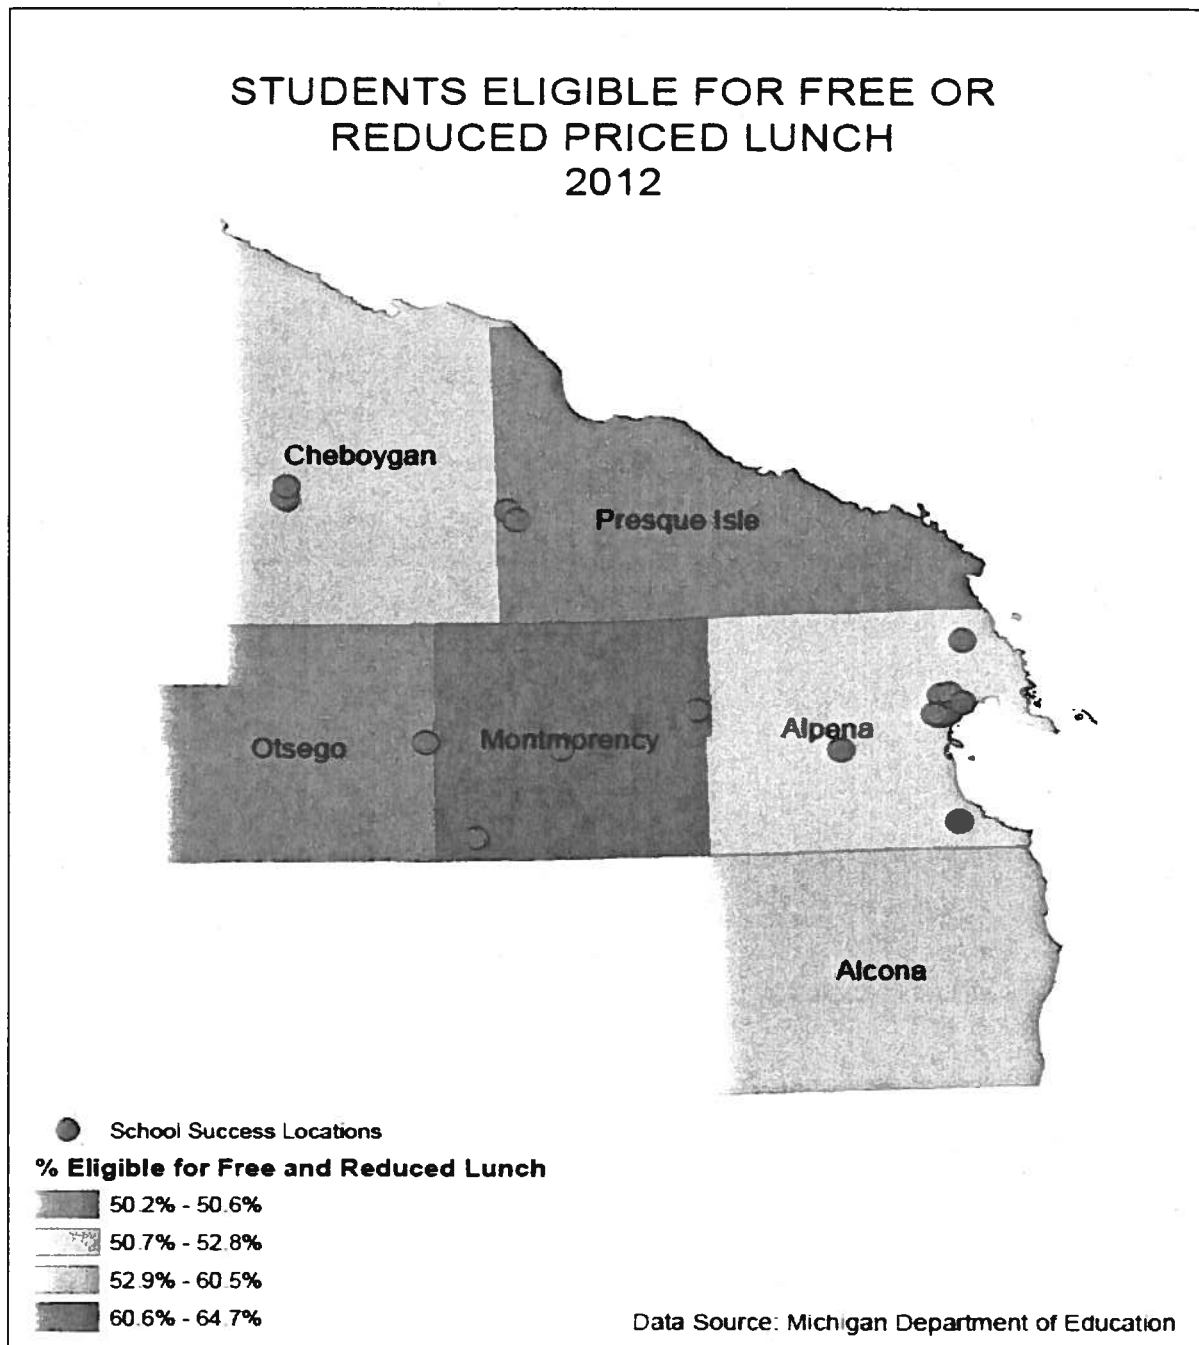 STUDENTS ELIGIBLE FOR FREE OR
REDUCED PRICED LUNCH
2012
Cheboygan
Presque Isle
Otsego
Montmorency
Alpena
Alcona
School Success Locations
% Eligible for Free and Reduced Lunch
50.2% - 50.6%
50.7% - 52.8%
52.9% - 60.5%
60.6% - 64.7%
Data Source: Michigan Department of Education